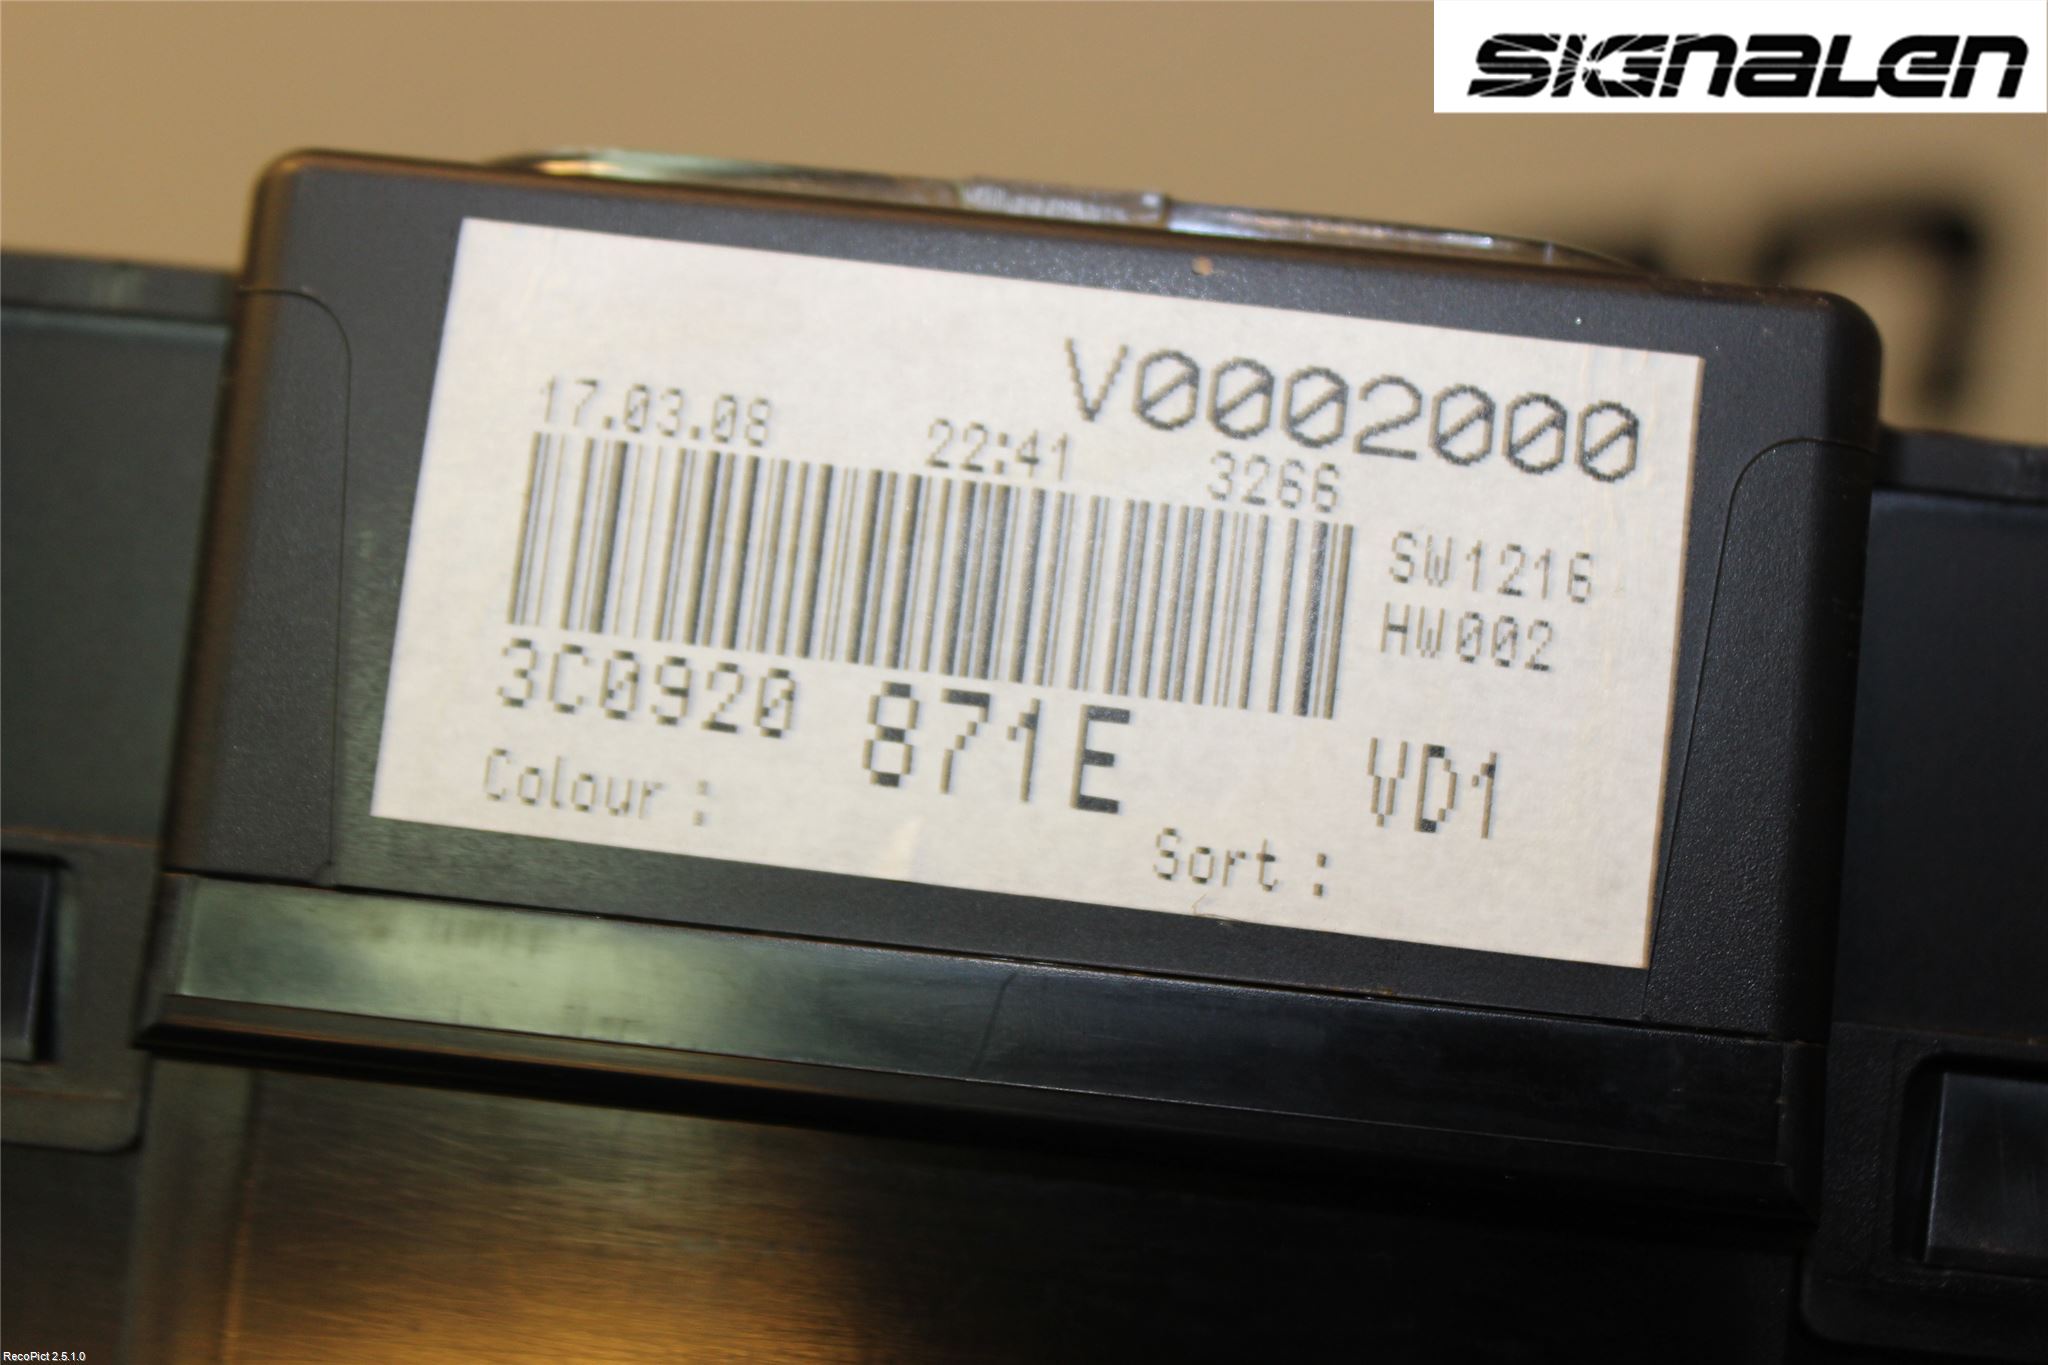 SIGNALEN
V0002000
17.03.08 22:41 3266
SW1216
HW002
3C0920 871E VD1
Colour :
Sort :
RecoPict 2.5.1.0